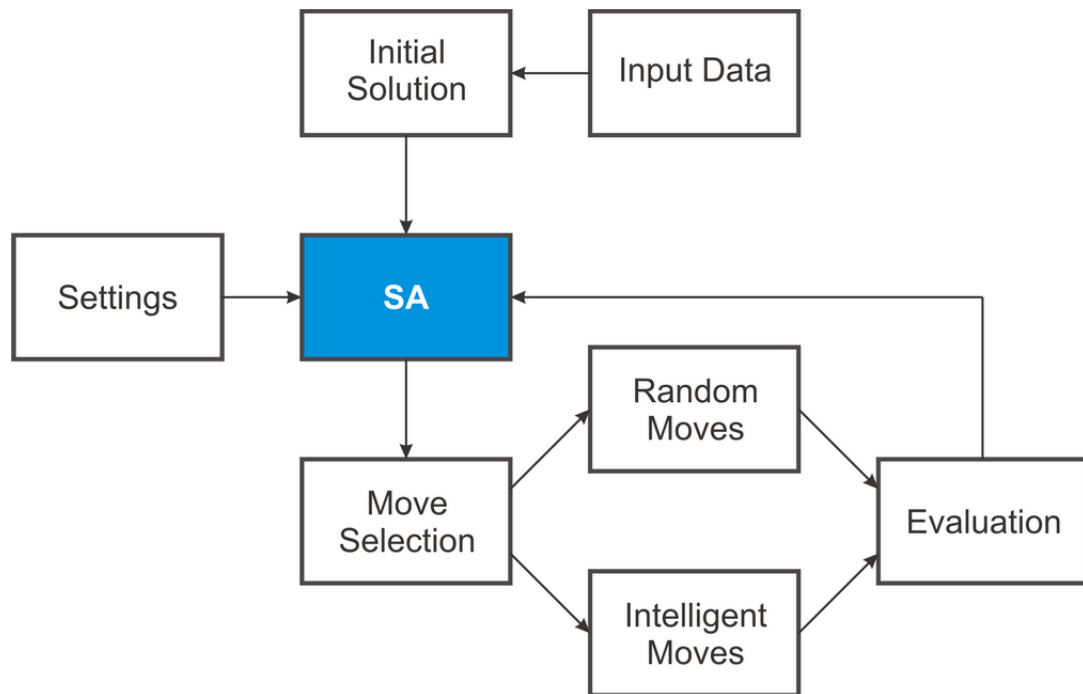 Initial
Solution
Input Data
Settings
SA
Random
Moves
Move
Selection
Evaluation
Intelligent
Moves